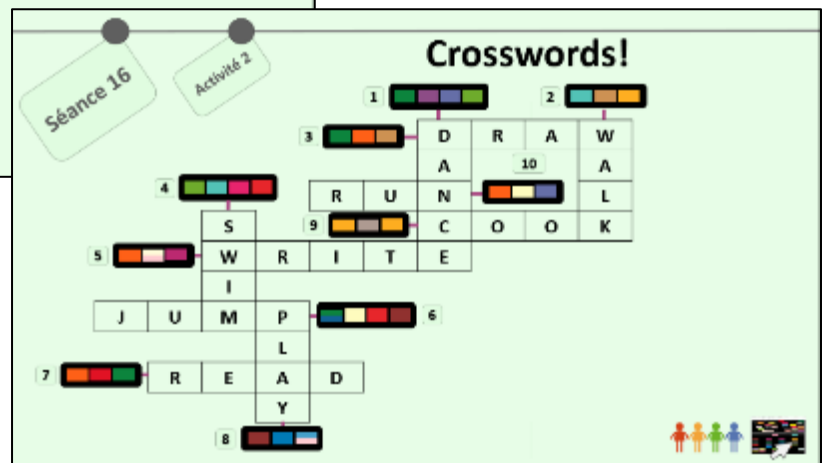 Séance 16
Activité 2
Crosswords!
1
2
3
D R A W
A 10 A
4
R U N L
S 9 C O O K
5 W R I T E
I
J U M P 6
L
7 R E A D
Y
8